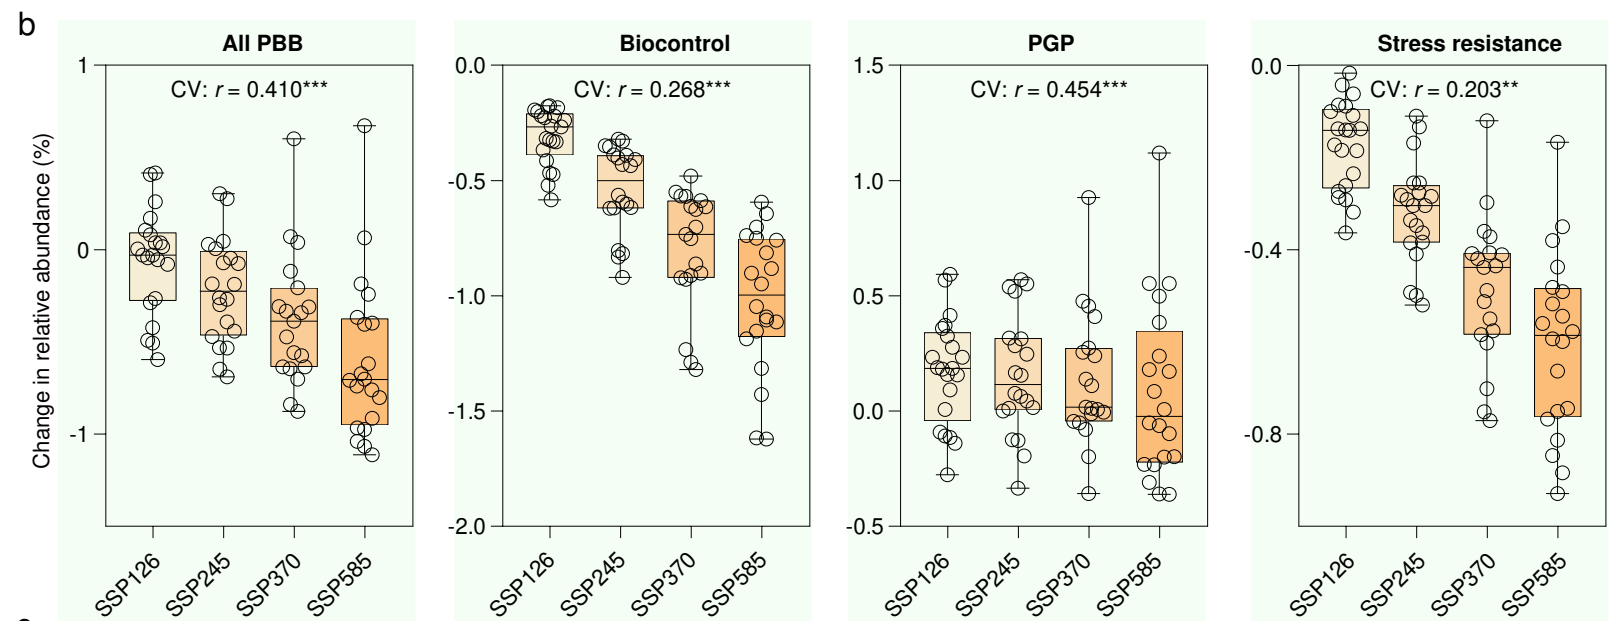 b
All PBB
Biocontrol
PGP
Stress resistance
Change in relative abundance (%)
CV: r = 0.410***
1
0
-1
SSP126
SSP245
SSP370
SSP585
CV: r = 0.268***
0.0
-0.5
-1.0
-1.5
-2.0
SSP126
SSP245
SSP370
SSP585
CV: r = 0.454***
1.5
1.0
0.5
0.0
-0.5
SSP126
SSP245
SSP370
SSP585
CV: r = 0.203**
0.0
-0.4
-0.8
SSP126
SSP245
SSP370
SSP585